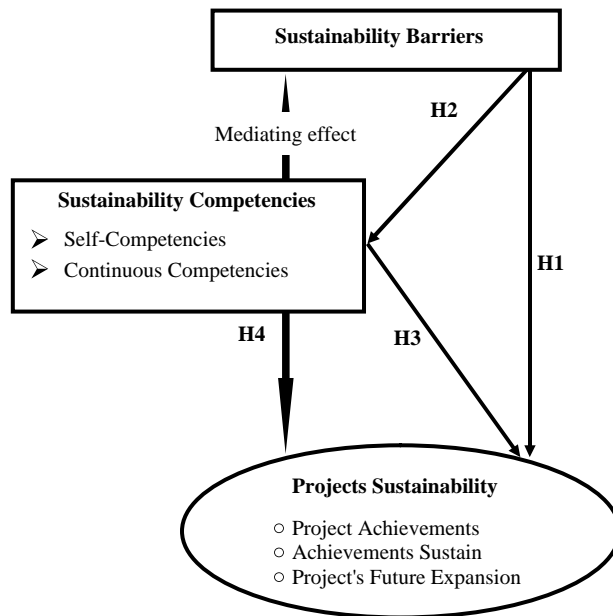 Sustainability Barriers
H2
Mediating effect
Sustainability Competencies
➢ Self-Competencies
➢ Continuous Competencies
H1
H4
H3
Projects Sustainability
○ Project Achievements
○ Achievements Sustain
○ Project's Future Expansion